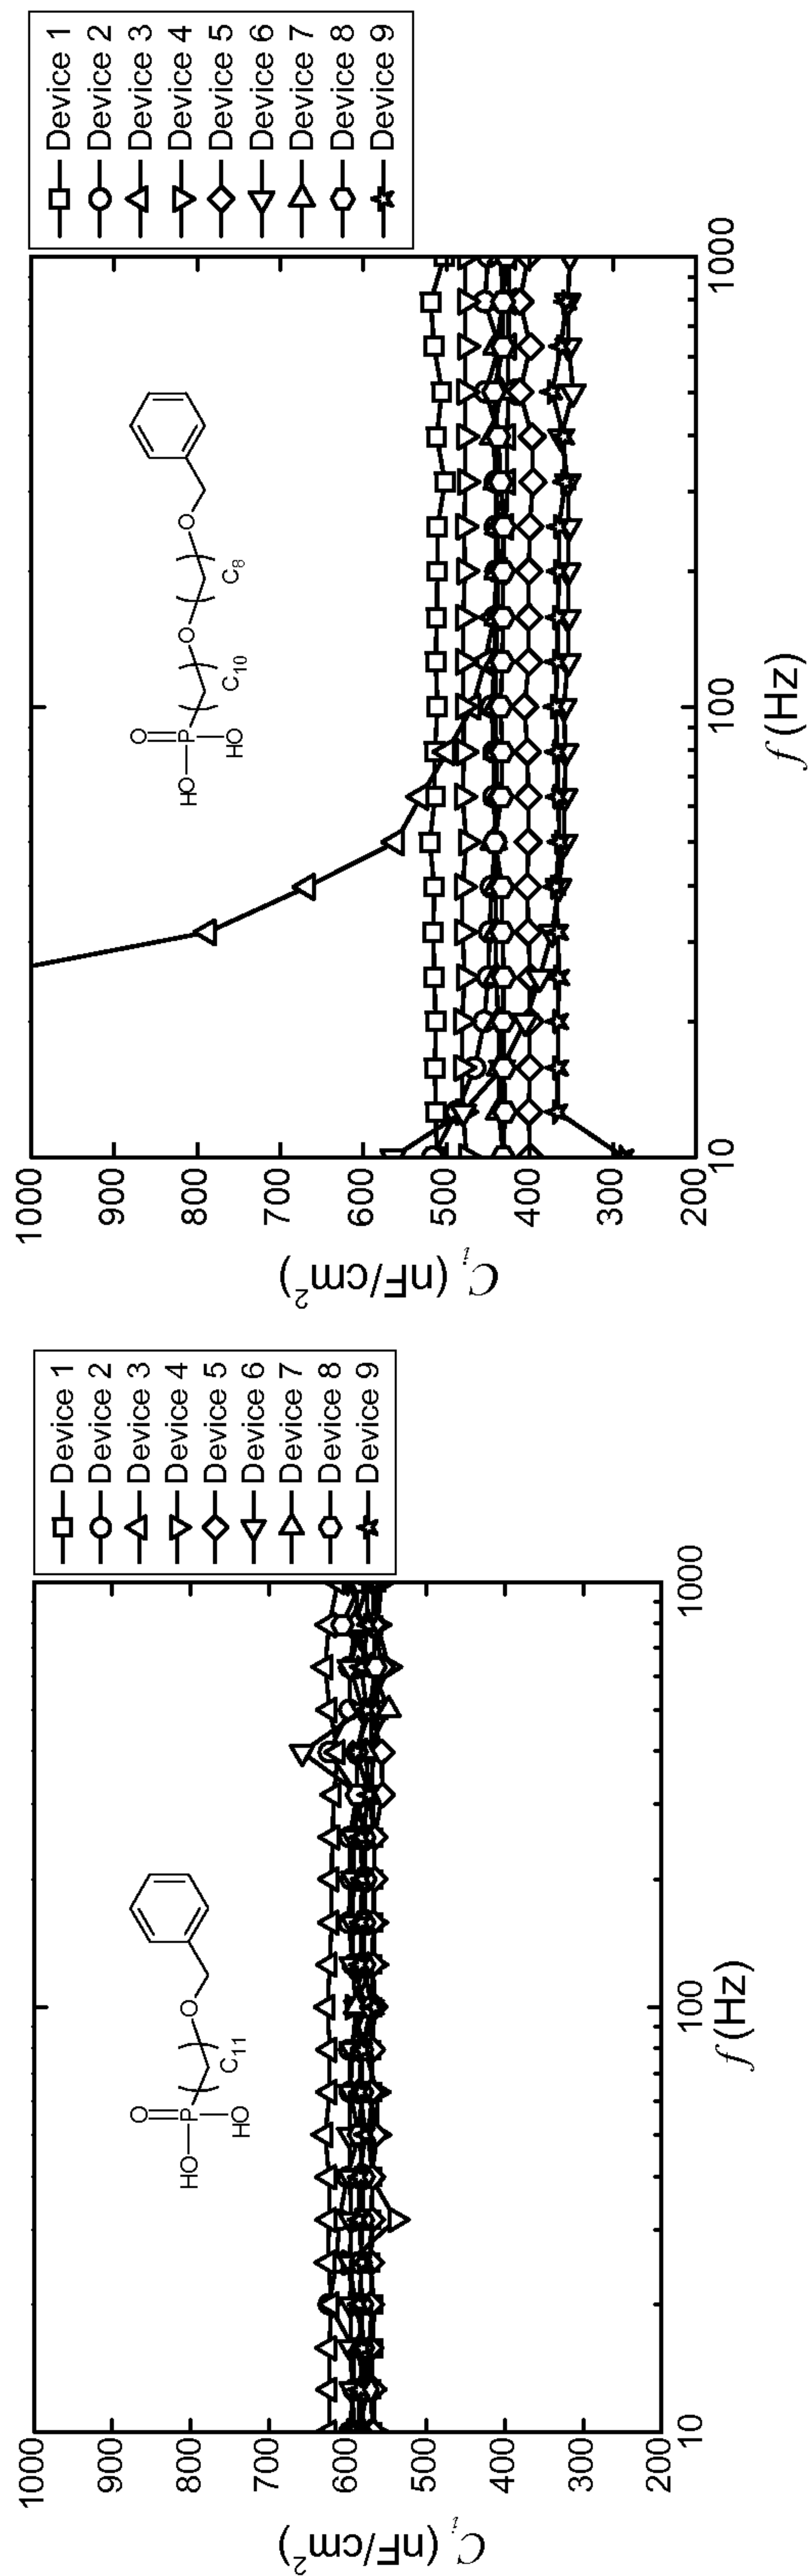 C_i (nF/cm²)
1000
900
800
700
600
500
400
300
200
10
100
1000
f (Hz)
O
HO P O
HO C₁₁
Device 1
Device 2
Device 3
Device 4
Device 5
Device 6
Device 7
Device 8
Device 9
C_i (nF/cm²)
1000
900
800
700
600
500
400
300
200
10
100
1000
f (Hz)
O
HO P O O
HO C₁₀ C₆
Device 1
Device 2
Device 3
Device 4
Device 5
Device 6
Device 7
Device 8
Device 9